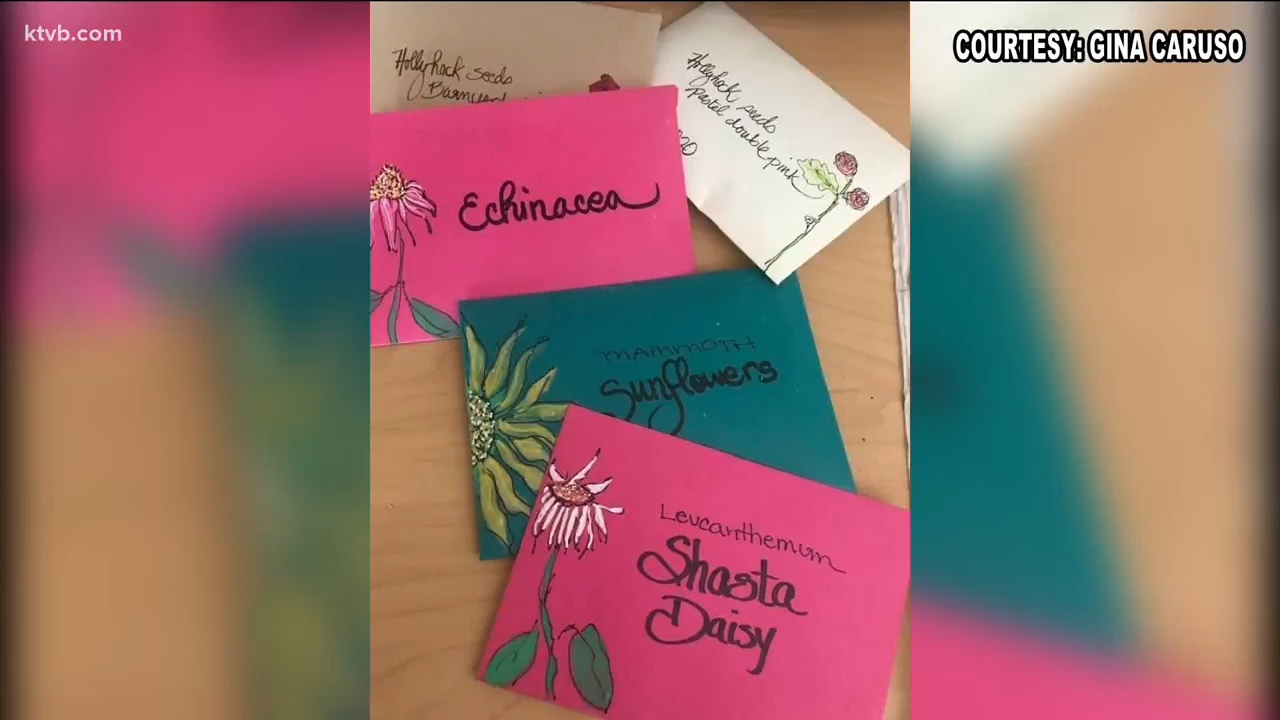 ktvb.com
COURTESY: GINA CARUSO
Hollyhock seeds
Hollyhock seeds
pastel double pink
Echinacea
MAMMOTH
Sunflowers
Leucanthemum
Shasta
Daisy